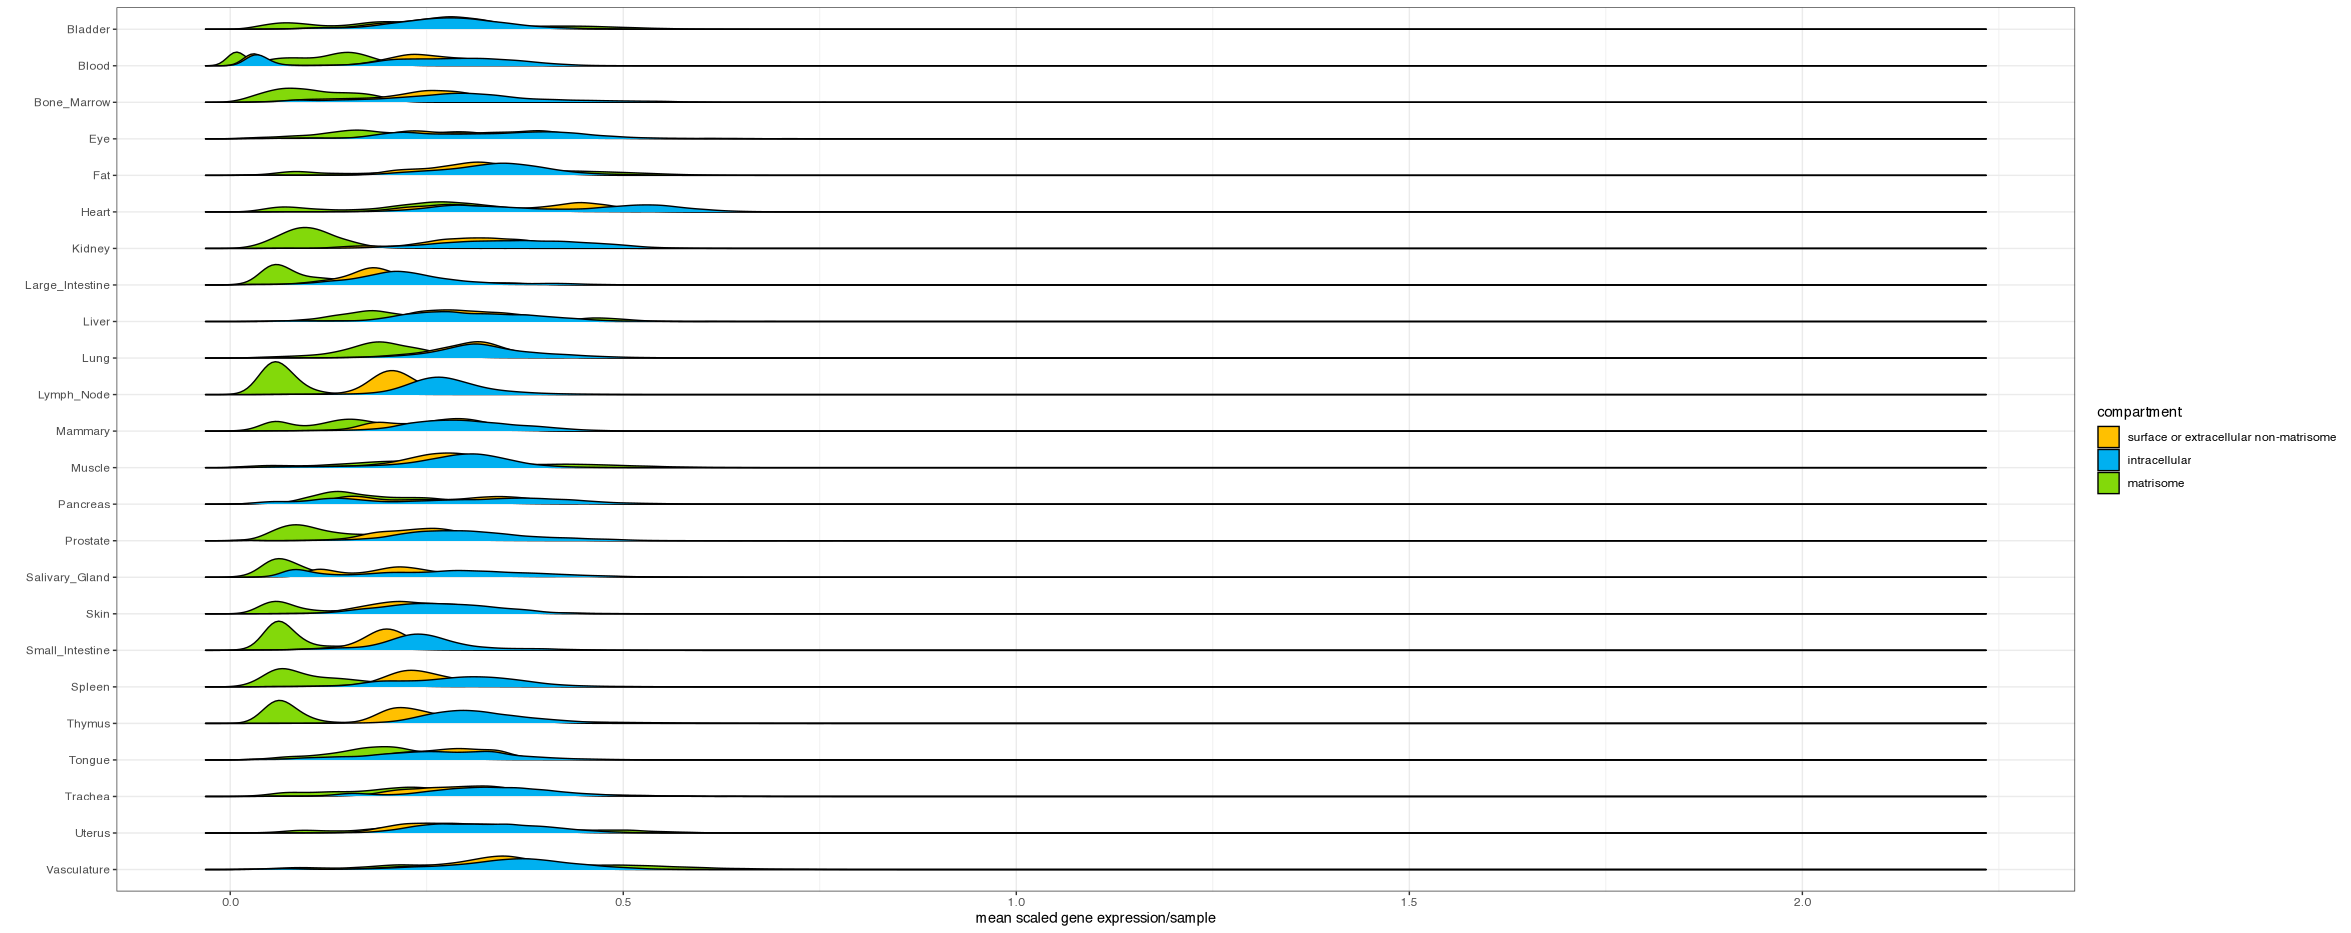 Bladder
Blood
Bone_Marrow
Eye
Fat
Heart
Kidney
Large_Intestine
Liver
Lung
Lymph_Node
Mammary
Muscle
Pancreas
Prostate
Salivary_Gland
Skin
Small_Intestine
Spleen
Thymus
Tongue
Trachea
Uterus
Vasculature
0.0 0.5 1.0 1.5 2.0
mean scaled gene expression/sample
compartment
surface or extracellular non-matrisome
intracellular
matrisome